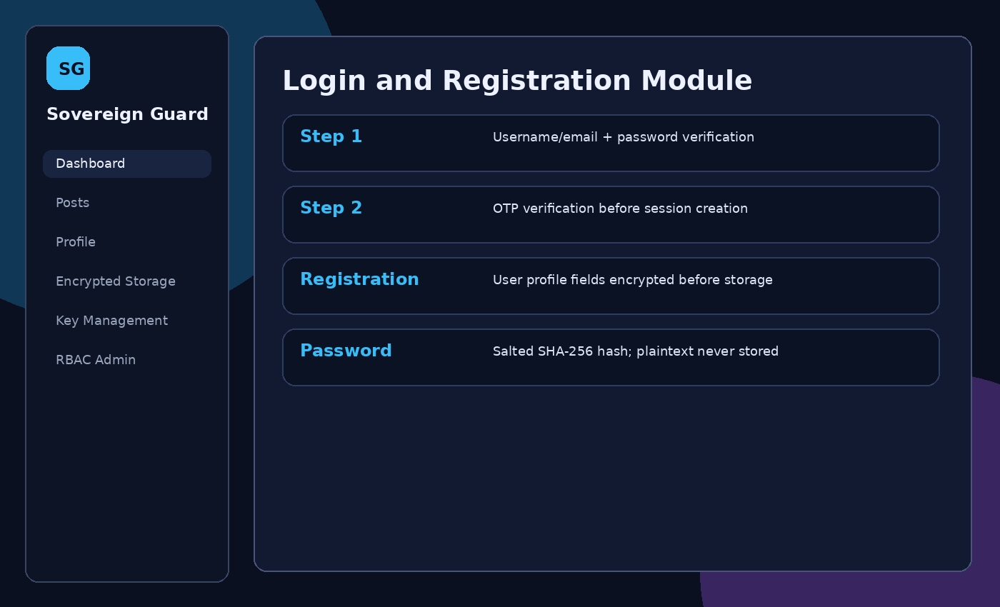 SG
Sovereign Guard
Dashboard
Posts
Profile
Encrypted Storage
Key Management
RBAC Admin
Login and Registration Module
Step 1
Username/email + password verification
Step 2
OTP verification before session creation
Registration
User profile fields encrypted before storage
Password
Salted SHA-256 hash; plaintext never stored